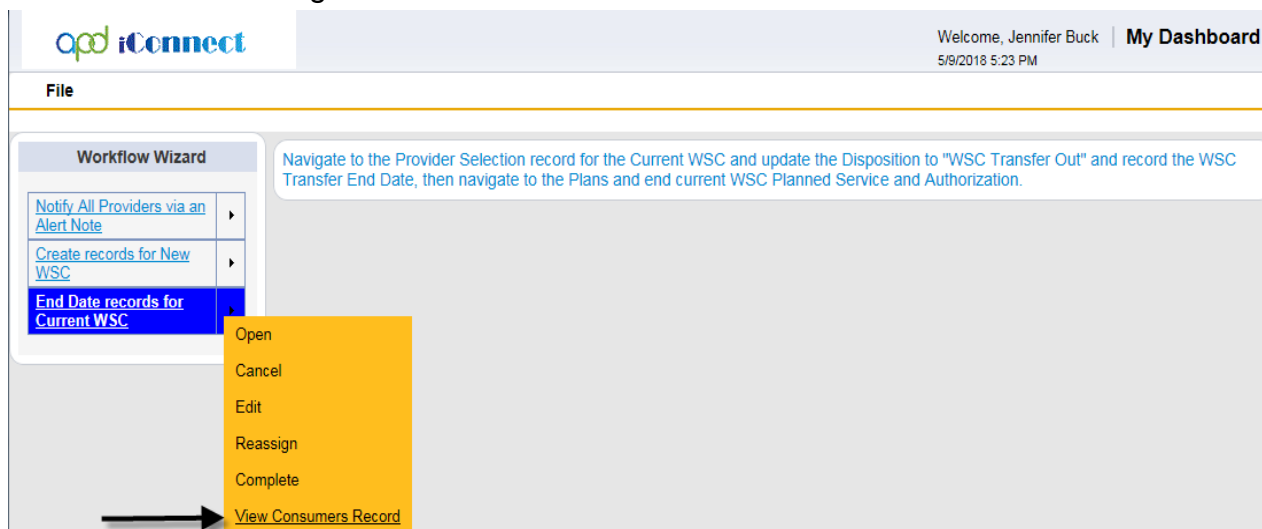 apd iConnect
Welcome, Jennifer Buck
My Dashboard
5/9/2018 5:23 PM
File
Workflow Wizard
Navigate to the Provider Selection record for the Current WSC and update the Disposition to "WSC Transfer Out" and record the WSC
Transfer End Date, then navigate to the Plans and end current WSC Planned Service and Authorization.
Notify All Providers via an
Alert Note
Create records for New
WSC
End Date records for
Current WSC
Open
Cancel
Edit
Reassign
Complete
View Consumers Record